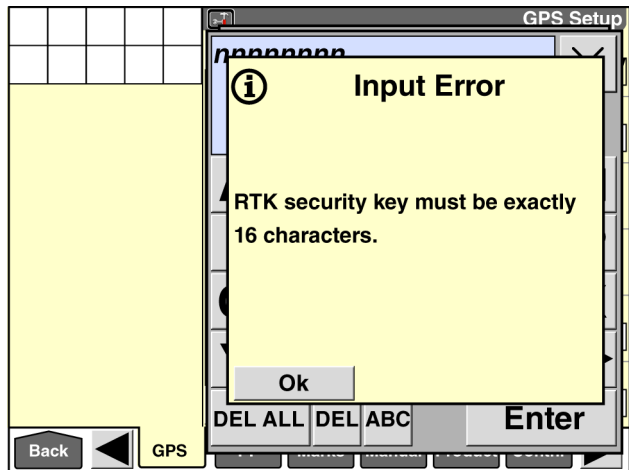 GPS Setup
nnnnnnnn
Input Error
RTK security key must be exactly
16 characters.
Ok
DEL ALL
DEL
ABC
Enter
Back
GPS